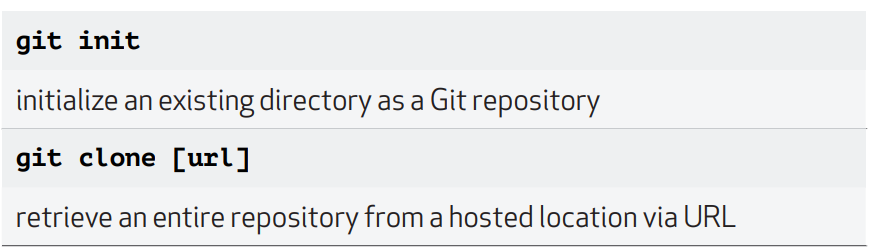 git init
initialize an existing directory as a Git repository
git clone [url]
retrieve an entire repository from a hosted location via URL